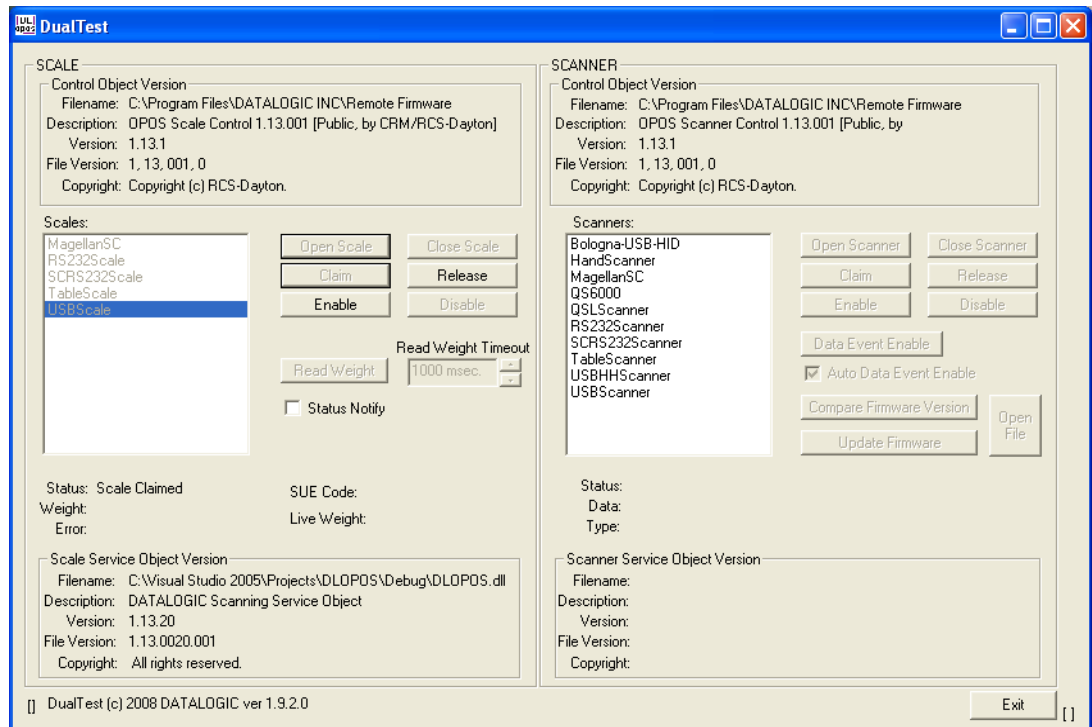 UL
opos
DualTest
SCALE
Control Object Version
Filename: C:\Program Files\DATALOGIC INC\Remote Firmware
Description: OPOS Scale Control 1.13.001 [Public, by CRM/RCS-Dayton]
Version: 1.13.1
File Version: 1, 13, 001, 0
Copyright: Copyright (c) RCS-Dayton.
Scales:
MagellanSC
RS232Scale
SCRS232Scale
TableScale
USBScale
Open Scale
Close Scale
Claim
Release
Enable
Disable
Read Weight Timeout
Read Weight
1000 msec.
Status Notify
Status: Scale Claimed
SUE Code:
Weight:
Live Weight:
Error:
Scale Service Object Version
Filename: C:\Visual Studio 2005\Projects\DLOPOS\Debug\DLOPOS.dll
Description: DATALOGIC Scanning Service Object
Version: 1.13.20
File Version: 1.13.0020.001
Copyright: All rights reserved.
SCANNER
Control Object Version
Filename: C:\Program Files\DATALOGIC INC\Remote Firmware
Description: OPOS Scanner Control 1.13.001 [Public, by
Version: 1.13.1
File Version: 1, 13, 001, 0
Copyright: Copyright (c) RCS-Dayton.
Scanners:
Bologna-USB-HID
HandScanner
MagellanSC
QS6000
QSLScanner
RS232Scanner
SCRS232Scanner
TableScanner
USBHHScanner
USBScanner
Open Scanner
Close Scanner
Claim
Release
Enable
Disable
Data Event Enable
Auto Data Event Enable
Compare Firmware Version
Open
File
Update Firmware
Status:
Data:
Type:
Scanner Service Object Version
Filename:
Description:
Version:
File Version:
Copyright:
[] DualTest (c) 2008 DATALOGIC ver 1.9.2.0
Exit
[ ]